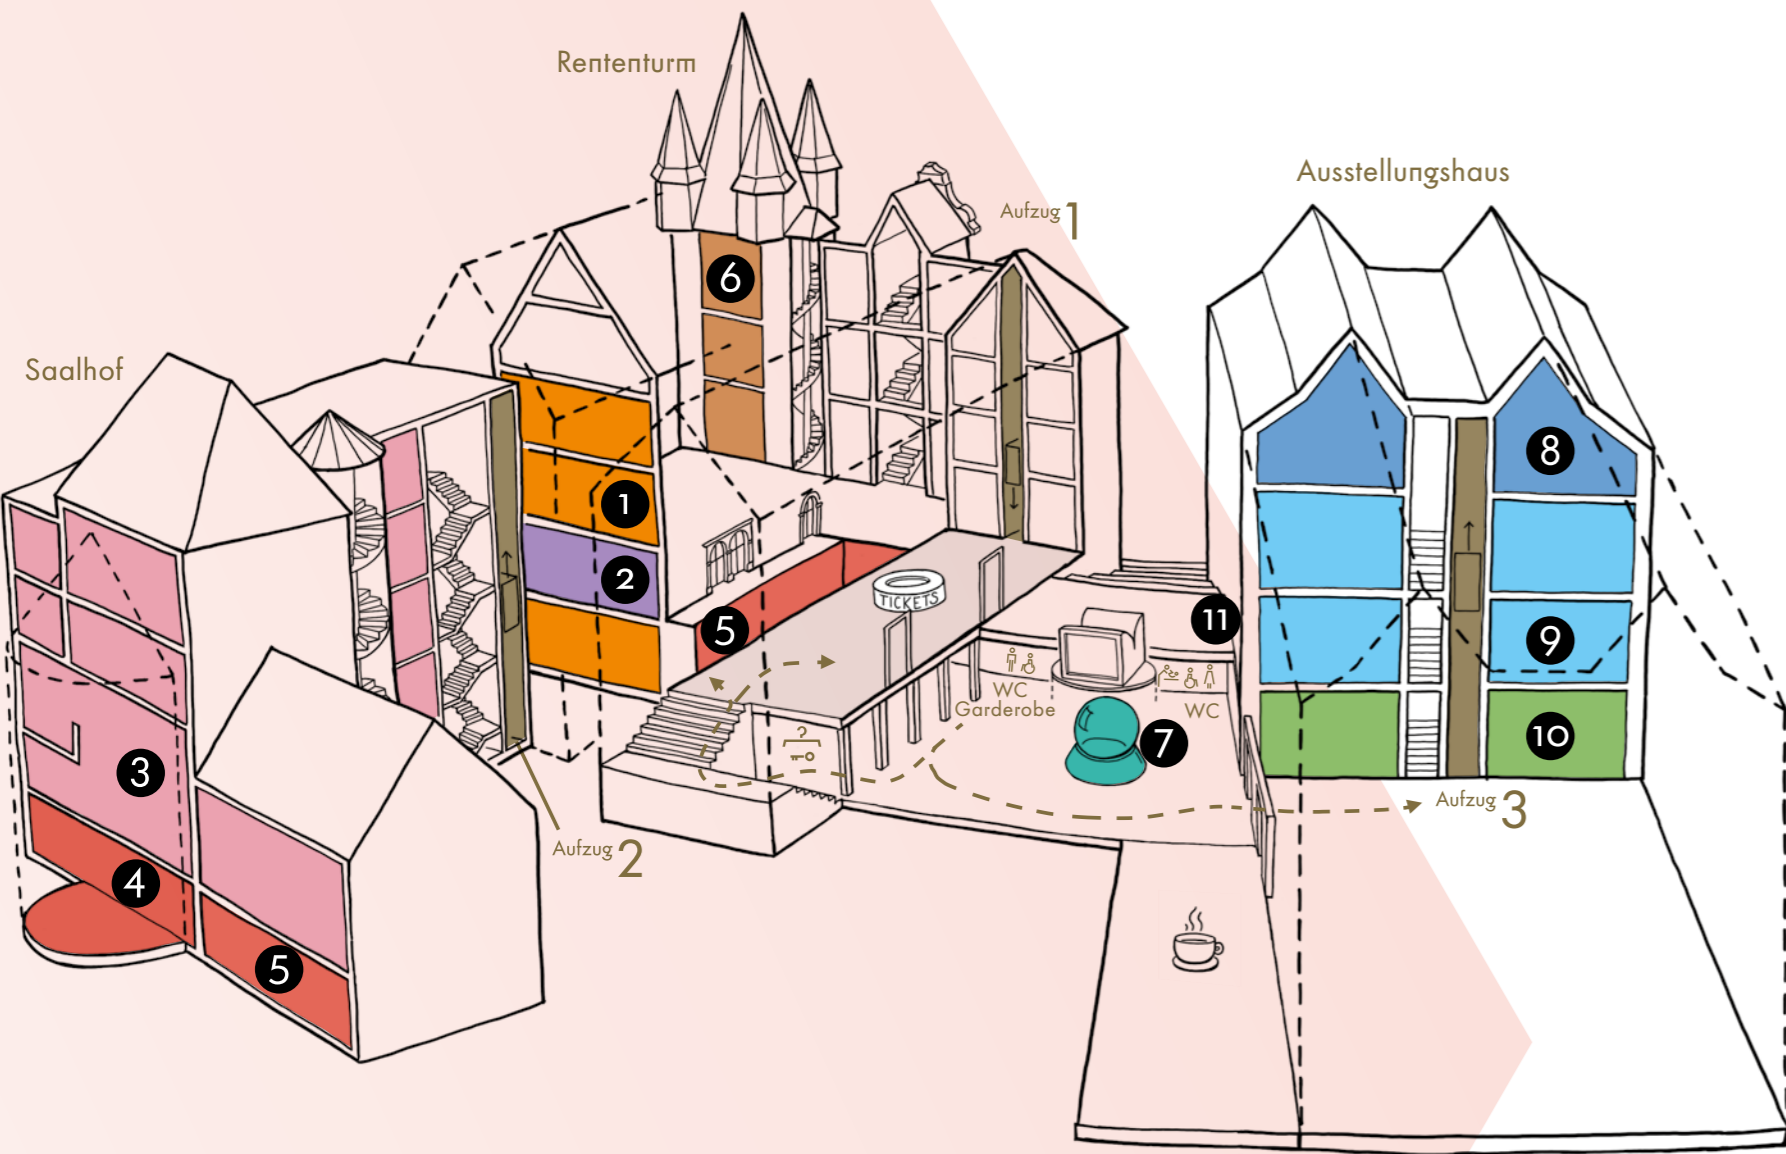 Rententurm
Ausstellungshaus
Aufzug 1
6
Saalhof
8
1
2
TICKETS
5
11
9
WC
Garderobe
WC
?
7
10
3
Aufzug 3
Aufzug 2
4
5